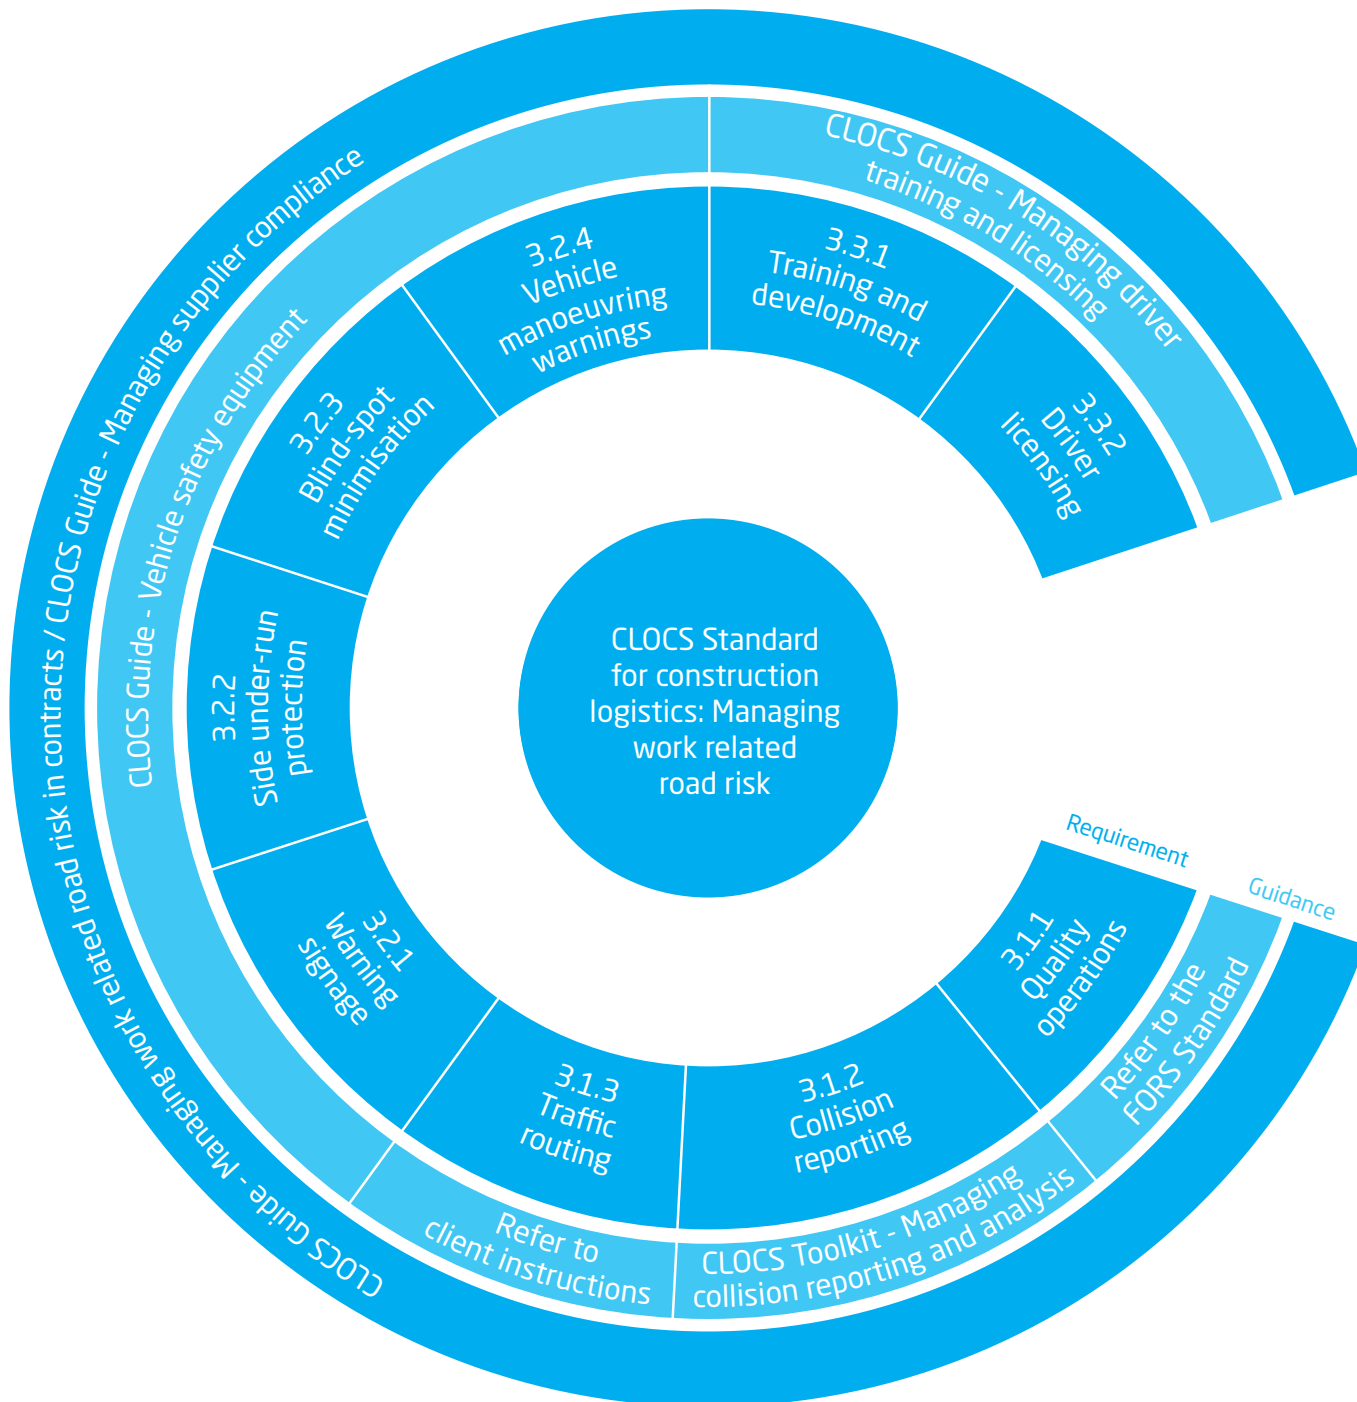 CLOCS Standard
for construction
logistics: Managing
work related
road risk
Requirement
Guidance
3.1.1
Quality
operations
3.1.2
Collision
reporting
3.1.3
Traffic
routing
3.2.1
Warning
signage
3.2.2
Side under-run
protection
3.2.3
Blind-spot
minimisation
3.2.4
Vehicle
manoeuvring
warnings
3.3.1
Training and
development
3.3.2
Driver
licensing
Refer to the
FORS Standard
CLOCS Toolkit - Managing
collision reporting and analysis
Refer to
client instructions
CLOCS Guide - Vehicle safety equipment
CLOCS Guide - Managing driver
training and licensing
CLOCS Guide - Managing work related road risk in contracts / CLOCS Guide - Managing supplier compliance